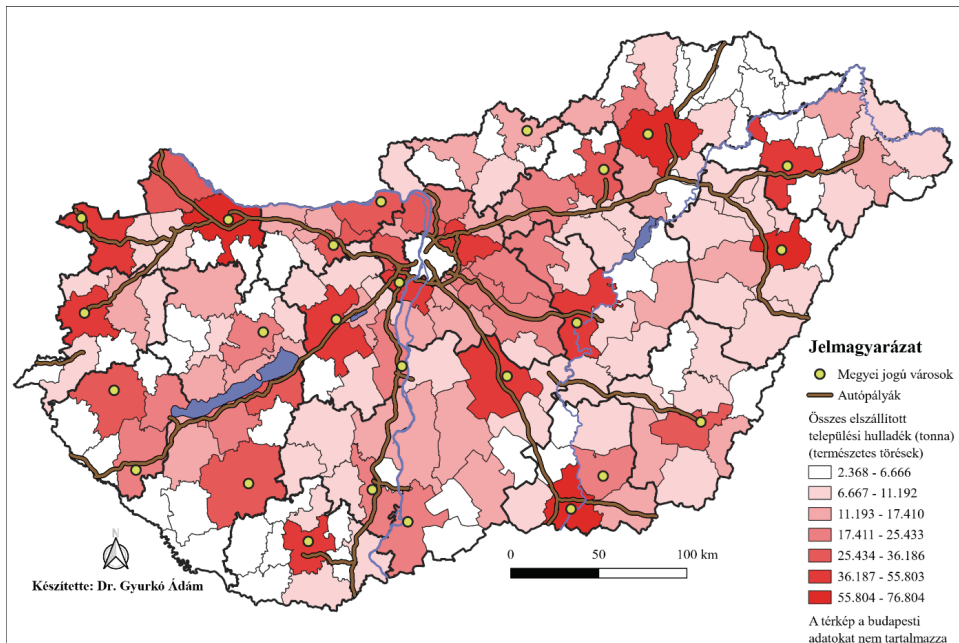 Jelmagyarázat
Megyei jogú városok
Autópályák
Összes elszállított
települési hulladék (tonna)
(természetes törések)
2.368 - 6.666
6.667 - 11.192
11.193 - 17.410
17.411 - 25.433
25.434 - 36.186
36.187 - 55.803
55.804 - 76.804
A térkép a budapesti
adatokat nem tartalmazza
N
Készítette: Dr. Gyurkó Ádám
0 50 100 km